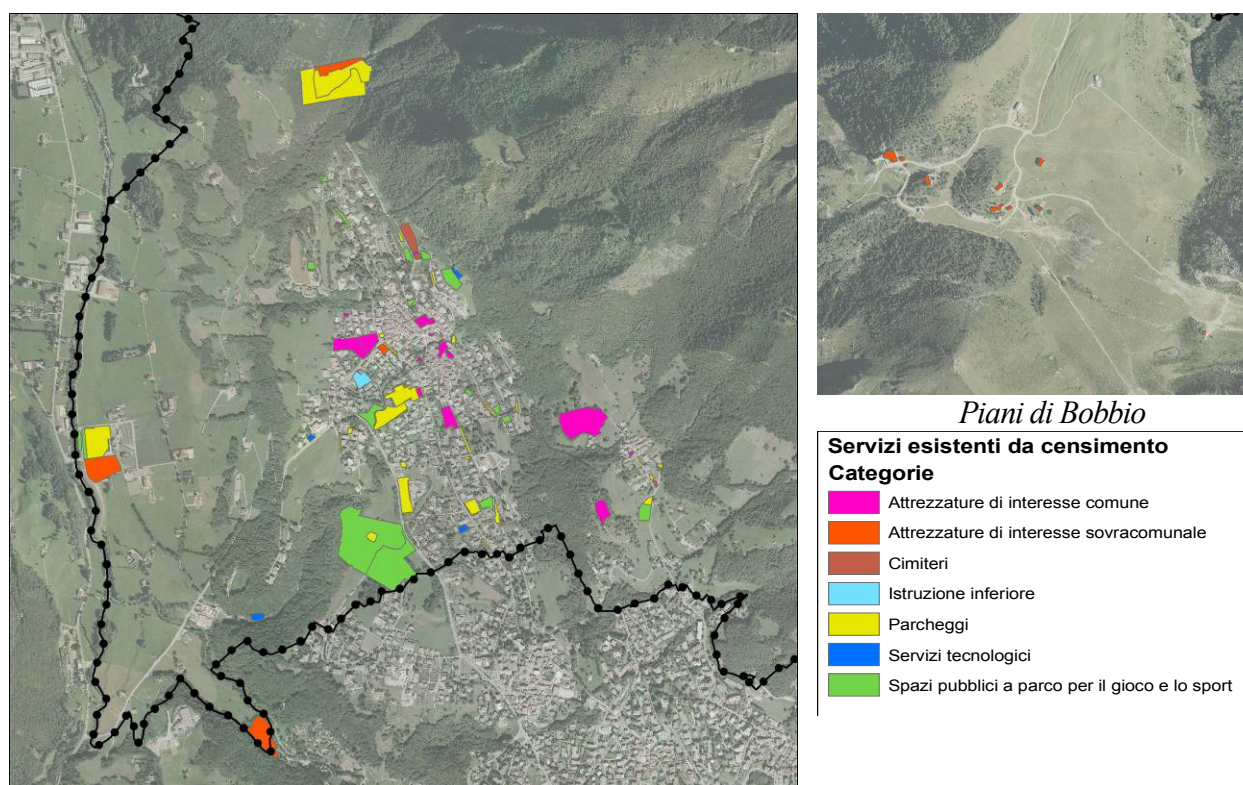 Piani di Bobbio
Servizi esistenti da censimento
Categorie
Attrezzature di interesse comune
Attrezzature di interesse sovracomunale
Cimiteri
Istruzione inferiore
Parcheggi
Servizi tecnologici
Spazi pubblici a parco per il gioco e lo sport